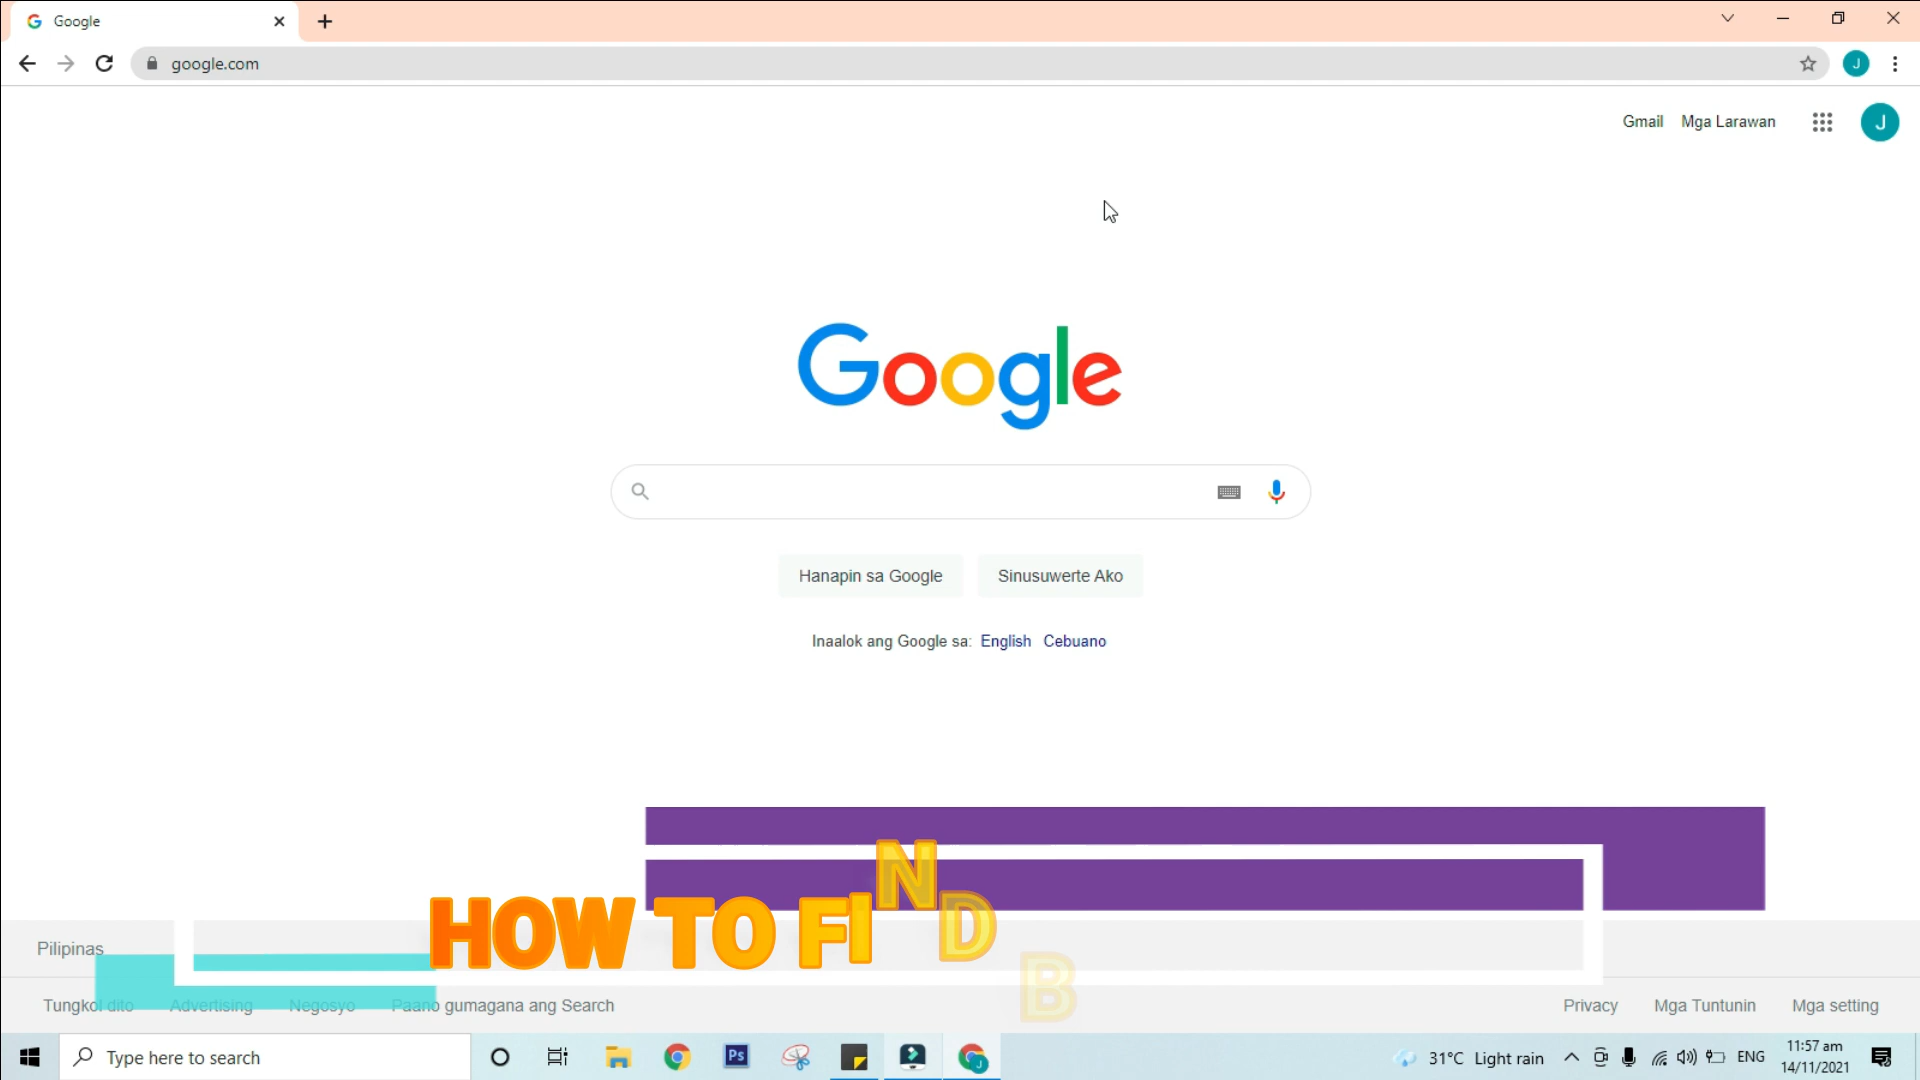 Google
google.com
Gmail Mga Larawan
J
J
Google
Hanapin sa Google Sinusuwerte Ako
Inaalok ang Google sa: English Cebuano
HOW TO FIND B
Pilipinas
Tungkol dito Advertising Negosyo Paano gumagana ang Search Privacy Mga Tuntunin Mga setting
Type here to search Ps J 31°C Light rain ENG 11:57 am
14/11/2021